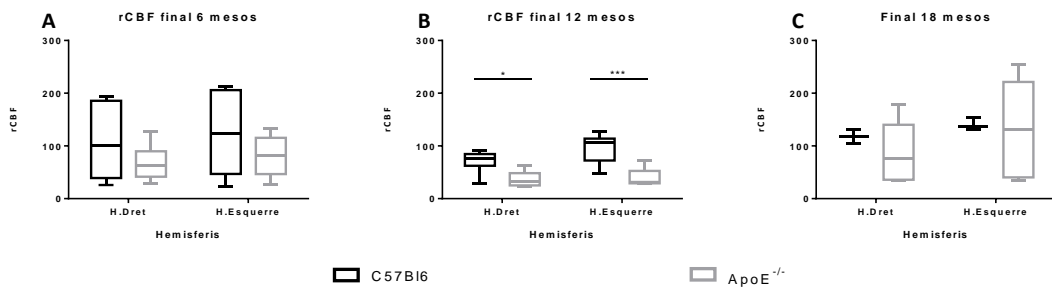 A
rCBF final 6 mesos
300
200
100
0
rCBF
H.Dret
H.Esquerre
Hemisferis
B
rCBF final 12 mesos
300
200
100
0
rCBF
*
***
H.Dret
H.Esquerre
Hemisferis
C
Final 18 mesos
300
200
100
0
rCBF
H.Dret
H.Esquerre
Hemisferis
C57Bl6
ApoE-/-